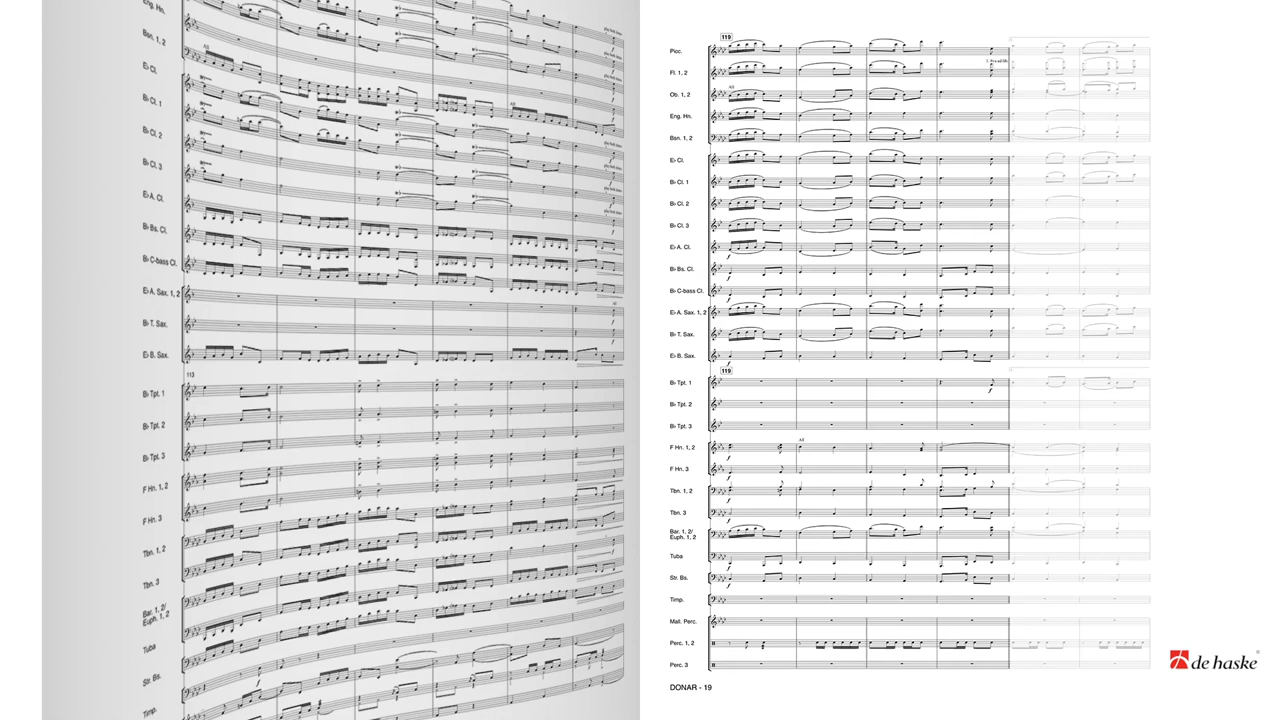 Eng. Hn.
Bsn. 1, 2
E♭ Cl.
B♭ Cl. 1
B♭ Cl. 2
B♭ Cl. 3
E♭ A. Cl.
B♭ Bs. Cl.
B♭ C-bass Cl.
E♭ A. Sax. 1, 2
B♭ T. Sax.
E♭ B. Sax.
113
B♭ Tpt. 1
B♭ Tpt. 2
B♭ Tpt. 3
F Hn. 1, 2
F Hn. 3
Tbn. 1, 2
Tbn. 3
Bar. 1, 2/
Euph. 1, 2
Tuba
Str. Bs.
Timp.
119
Picc.
Fl. 1, 2
Ob. 1, 2
Eng. Hn.
Bsn. 1, 2
E♭ Cl.
B♭ Cl. 1
B♭ Cl. 2
B♭ Cl. 3
E♭ A. Cl.
B♭ Bs. Cl.
B♭ C-bass Cl.
E♭ A. Sax. 1, 2
B♭ T. Sax.
E♭ B. Sax.
119
B♭ Tpt. 1
B♭ Tpt. 2
B♭ Tpt. 3
F Hn. 1, 2
F Hn. 3
Tbn. 1, 2
Tbn. 3
Bar. 1, 2/
Euph. 1, 2
Tuba
Str. Bs.
Timp.
Mall. Perc.
Perc. 1, 2
Perc. 3
DONAR - 19
de haske®